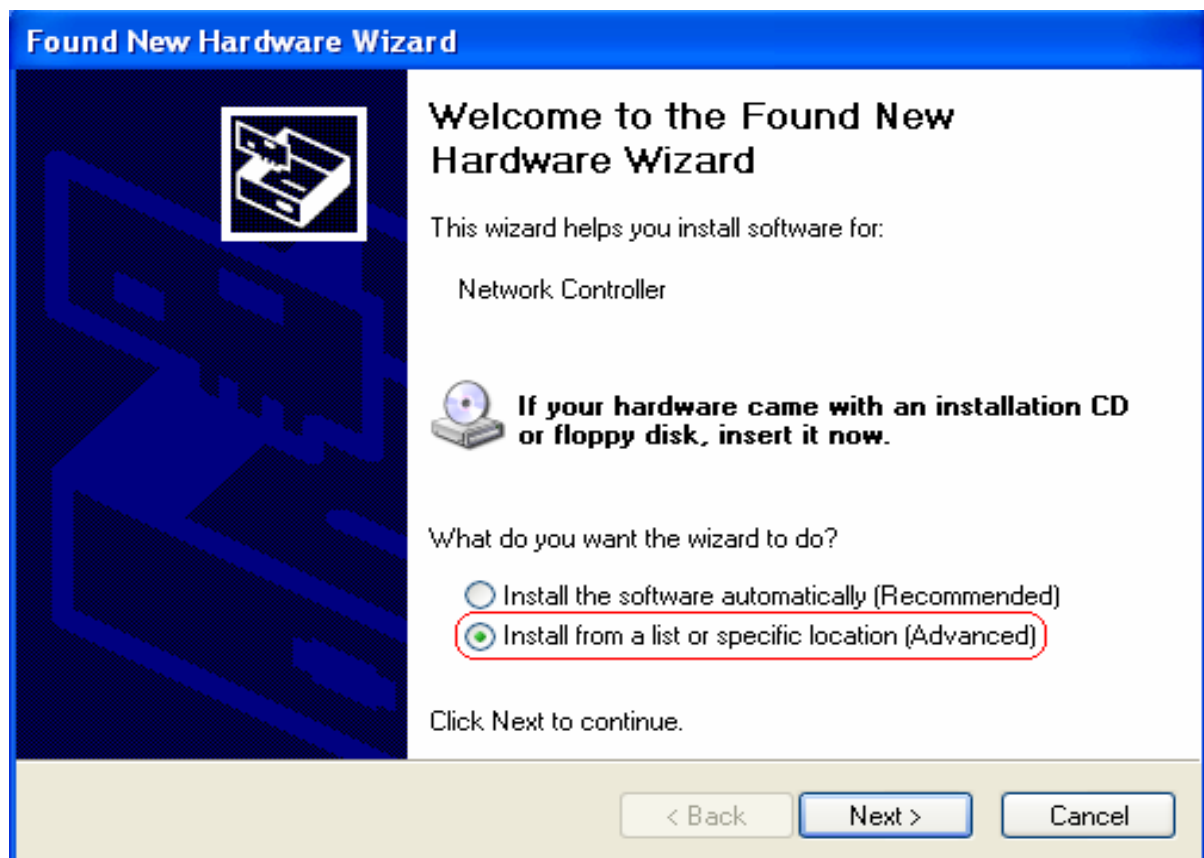 Found New Hardware Wizard
Welcome to the Found New
Hardware Wizard
This wizard helps you install software for:
Network Controller
If your hardware came with an installation CD
or floppy disk, insert it now.
What do you want the wizard to do?
Install the software automatically (Recommended)
Install from a list or specific location (Advanced)
Click Next to continue.
< Back Next > Cancel